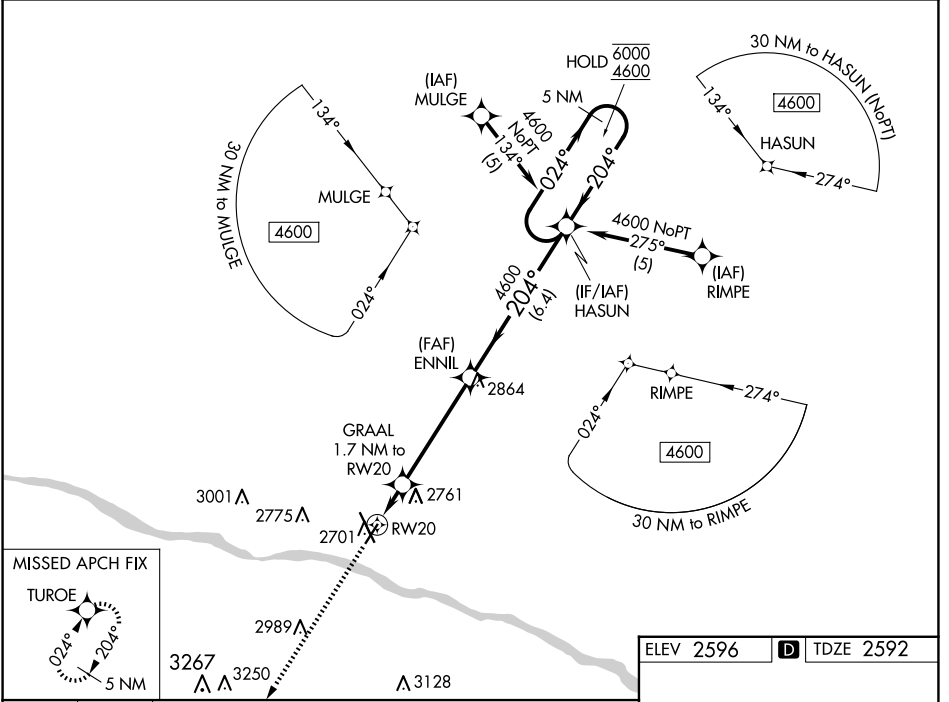 HOLD 6000
4600
5 NM
(IAF)
MULGE
4600
NoPT
134°
(5)
024°
204°
30 NM to HASUN (NoPT)
4600
134°
HASUN
274°
134°
30 NM to MULGE
MULGE
4600
024°
4600 NoPT
275°
(5)
(IAF)
RIMPE
(IF/IAF)
HASUN
4600
204°
(6.4)
(FAF)
ENNIL
2864
RIMPE
274°
024°
4600
30 NM to RIMPE
GRAAL
1.7 NM to
RW20
3001
2775
2761
2701
RW20
MISSED APCH FIX
TUROE
024°
204°
5 NM
2989
3267
3250
3128
ELEV 2596
D
TDZE 2592